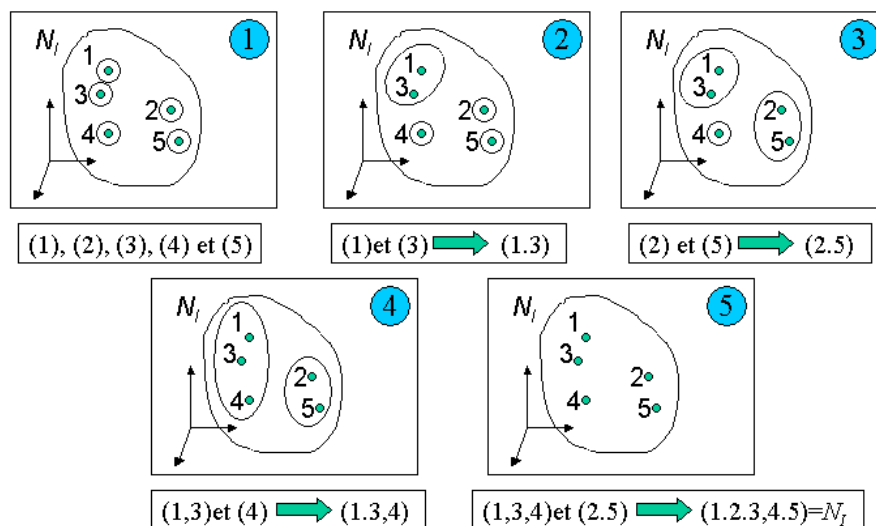 N_I 1
1
3
2
4
5
(1), (2), (3), (4) et (5)
N_I 2
1
3
2
4
5
(1)et (3) (1.3)
N_I 3
1
3
2
4
5
(2) et (5) (2.5)
N_I 4
1
3
2
4
5
(1,3)et (4) (1.3,4)
N_I 5
1
3
2
4
5
(1,3,4)et (2.5) (1.2.3,4.5)=N_I